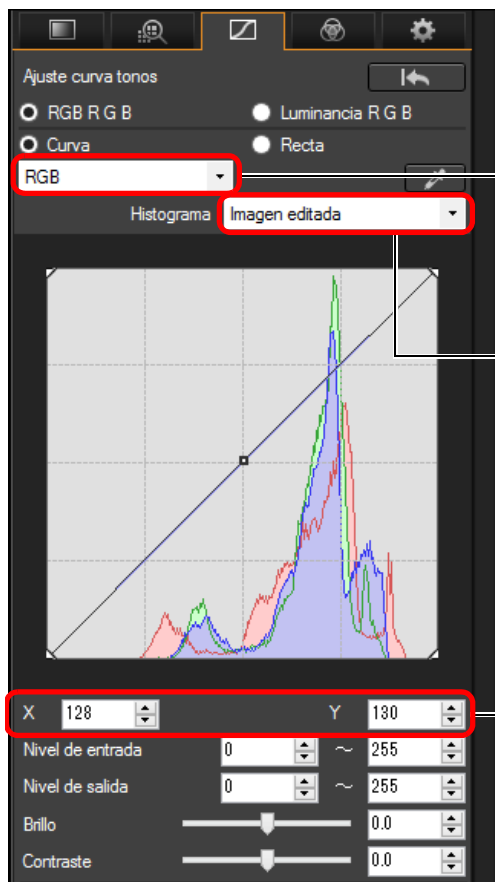 Ajuste curva tonos
RGB R G B Luminancia R G B
Curva Recta
RGB
Histograma Imagen editada
X 128 Y 130
Nivel de entrada 0 ~ 255
Nivel de salida 0 ~ 255
Brillo 0.0
Contraste 0.0